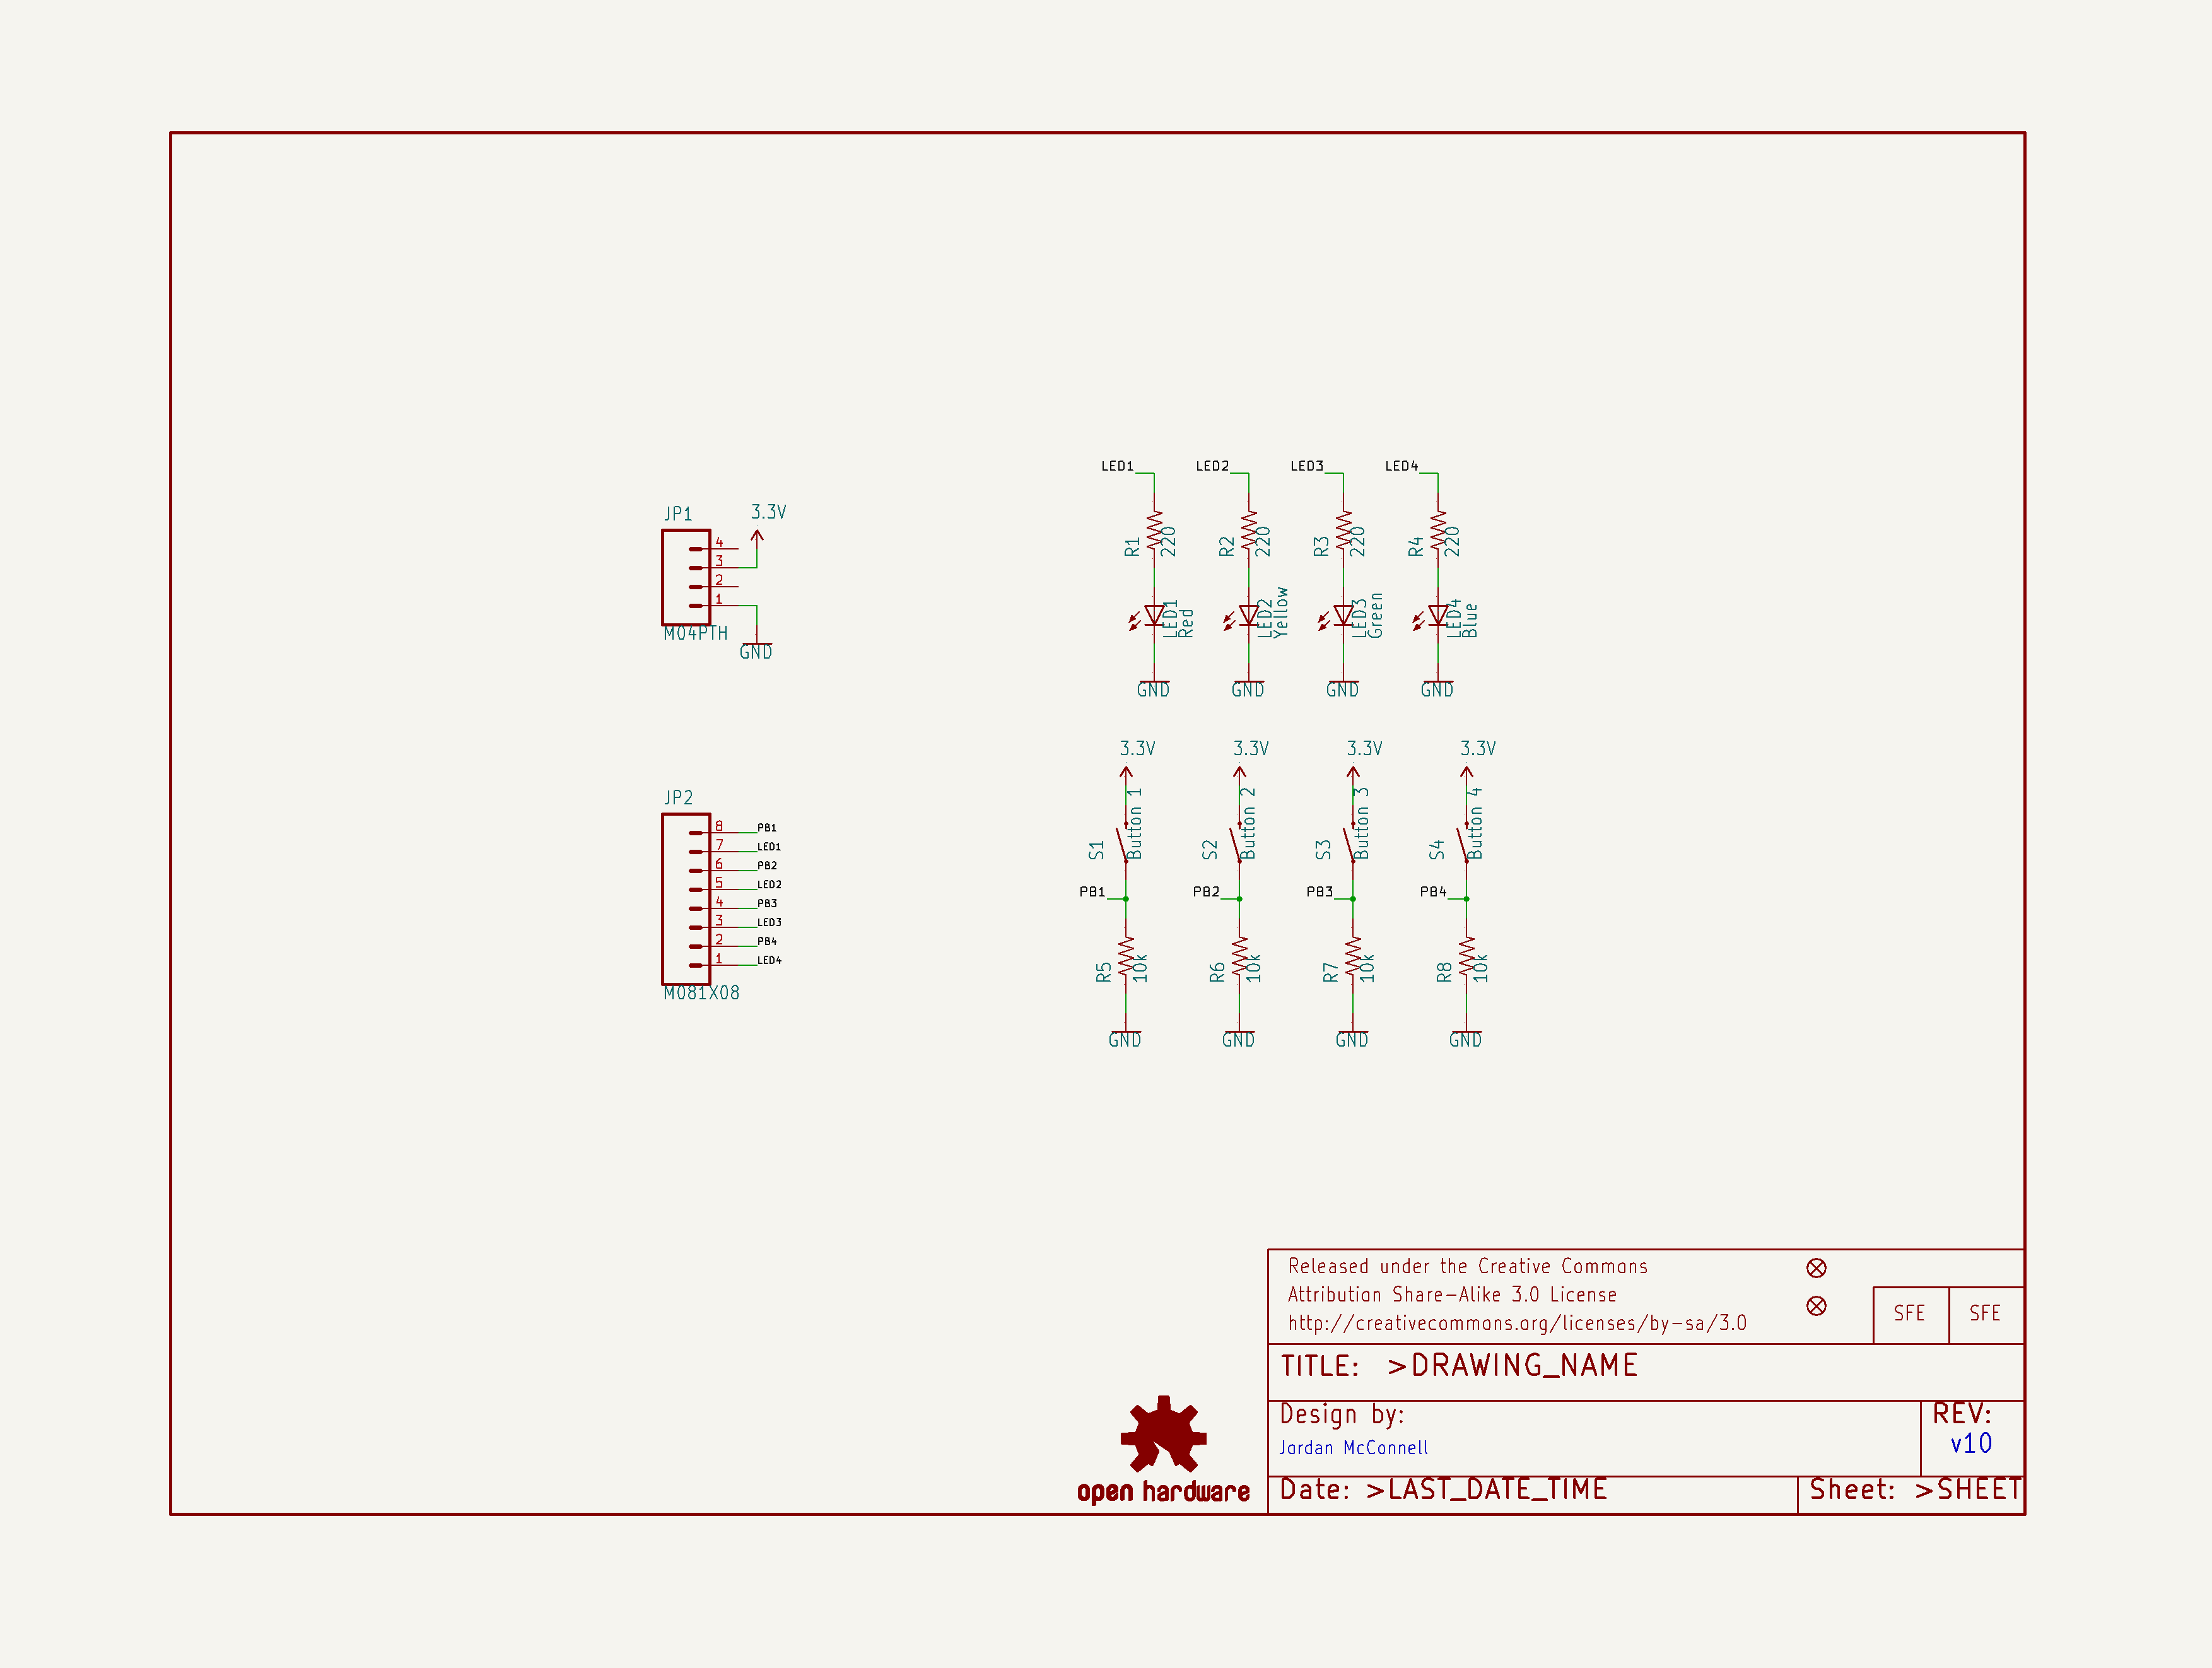 JP1
3.3V
4
3
2
1
M04PTH
GND
JP2
8 PB1
7 LED1
6 PB2
5 LED2
4 PB3
3 LED3
2 PB4
1 LED4
M081X08
LED1 LED2 LED3 LED4
R1 220 R2 220 R3 220 R4 220
LED1 Red LED2 Yellow LED3 Green LED4 Blue
GND GND GND GND
3.3V 3.3V 3.3V 3.3V
S1 Button 1 S2 Button 2 S3 Button 3 S4 Button 4
PB1 PB2 PB3 PB4
R5 10k R6 10k R7 10k R8 10k
GND GND GND GND
Released under the Creative Commons
Attribution Share-Alike 3.0 License
http://creativecommons.org/licenses/by-sa/3.0
SFE SFE
TITLE: >DRAWING_NAME
Design by:
Jordan McConnell
REV:
v10
Date: >LAST_DATE_TIME
Sheet: >SHEET
open hardware